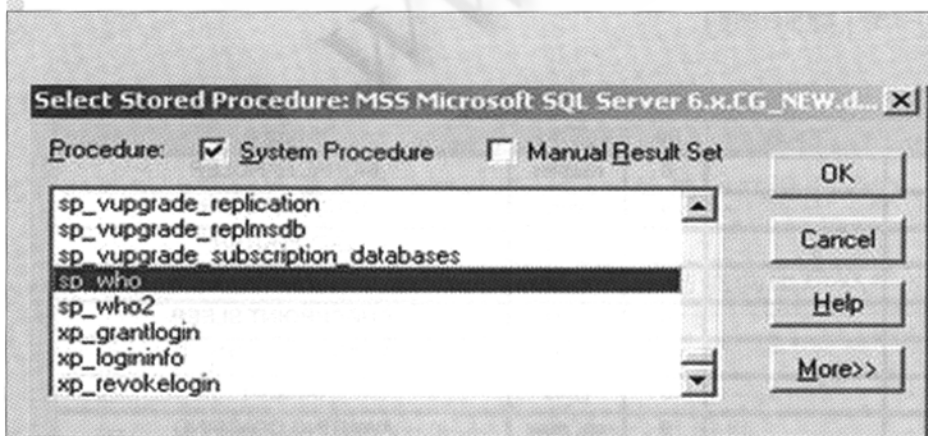 Select Stored Procedure: MSS Microsoft SQL Server 6.x.CG_NEW.d...
Procedure: System Procedure Manual Result Set
OK
Cancel
Help
More>>
sp_vupgrade_replication
sp_vupgrade_replmsdb
sp_vupgrade_subscription_databases
sp_who
sp_who2
xp_grantlogin
xp_logininfo
xp_revokelogin